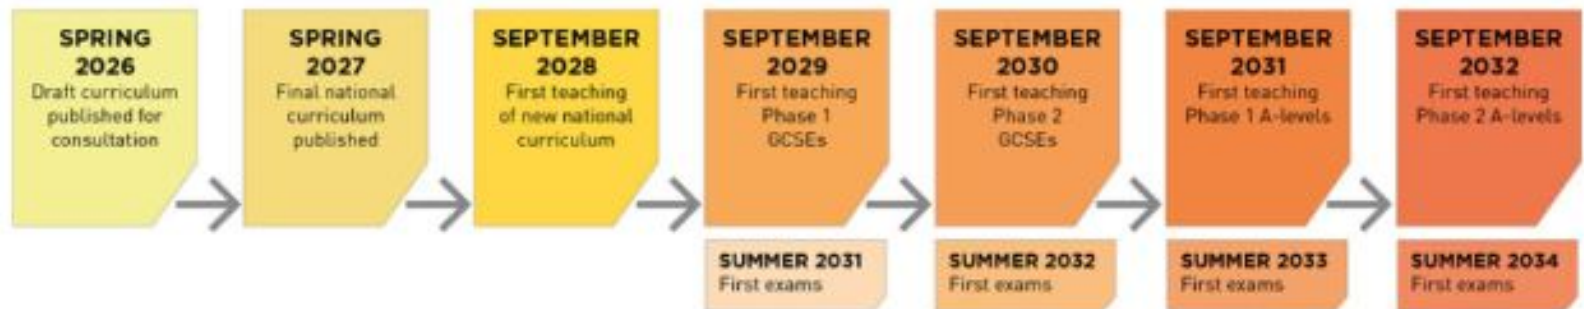 SPRING
2026
Draft curriculum
published for
consultation
SPRING
2027
Final national
curriculum
published
SEPTEMBER
2028
First teaching
of new national
curriculum
SEPTEMBER
2029
First teaching
Phase 1
GCSEs
SEPTEMBER
2030
First teaching
Phase 2
GCSEs
SEPTEMBER
2031
First teaching
Phase 1 A-levels
SEPTEMBER
2032
First teaching
Phase 2 A-levels
SUMMER 2031
First exams
SUMMER 2032
First exams
SUMMER 2033
First exams
SUMMER 2034
First exams